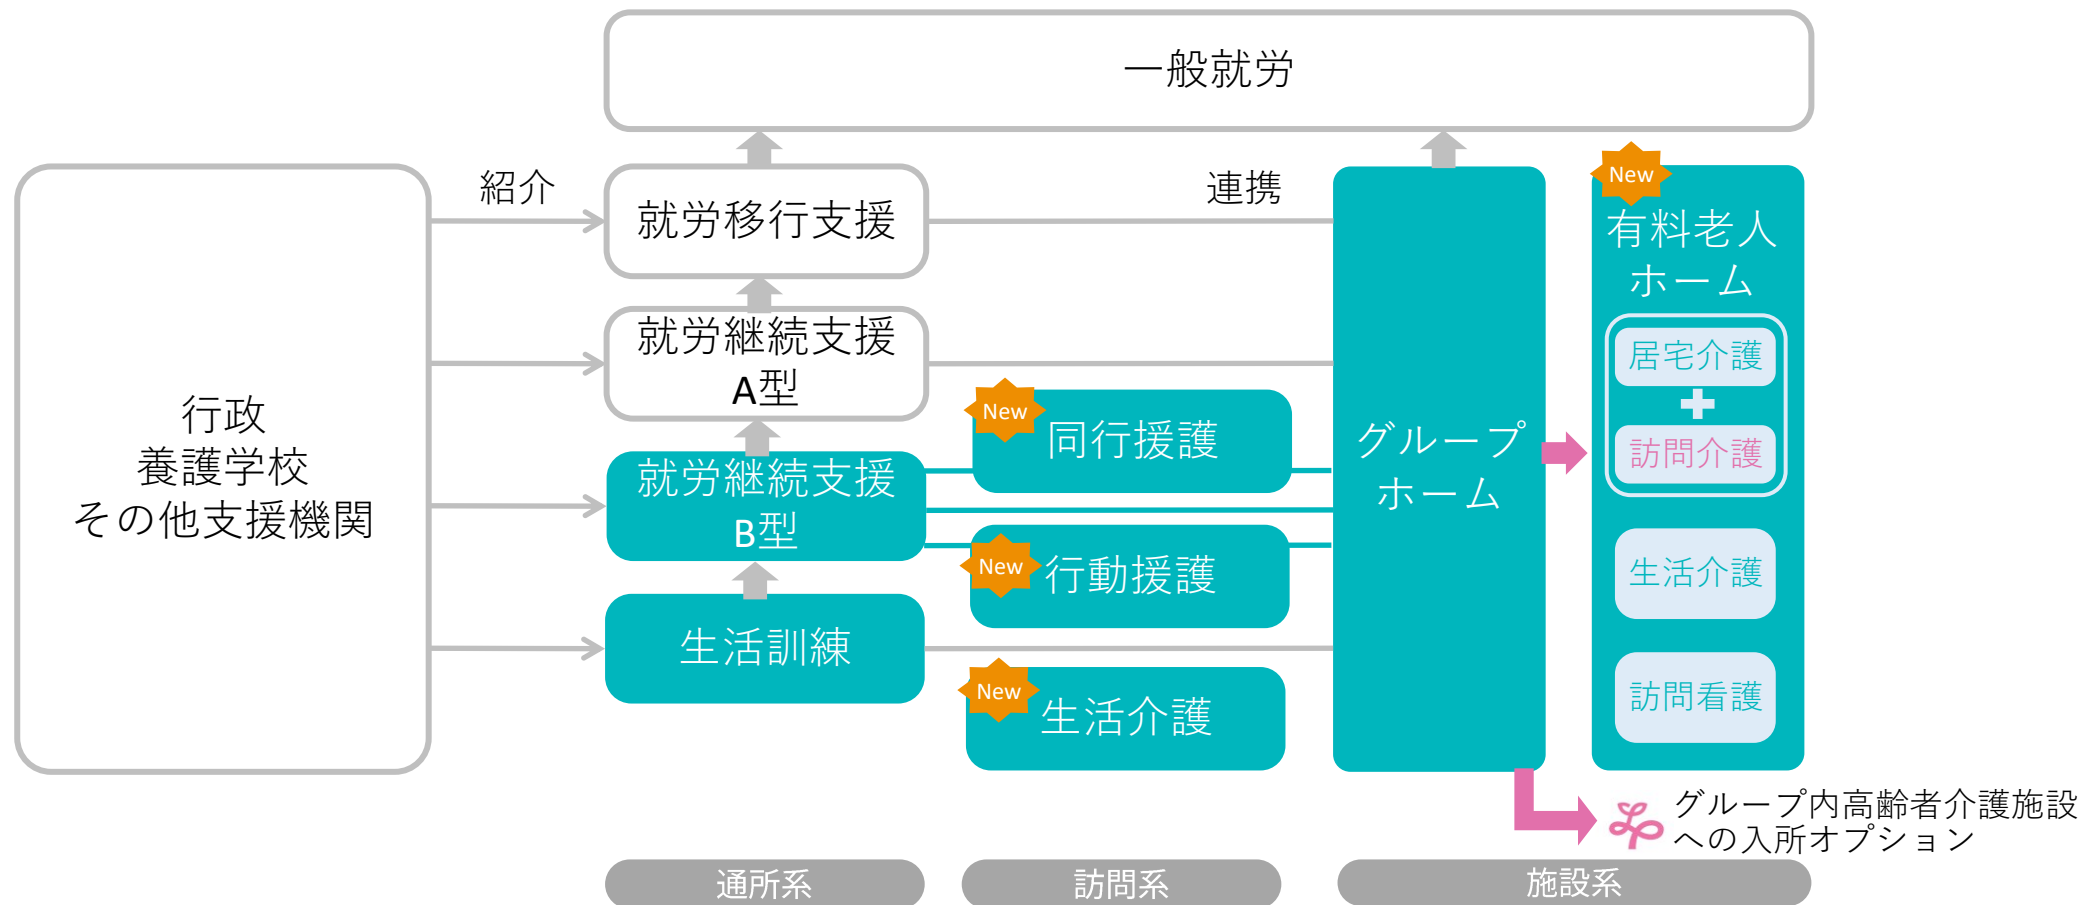 一般就労
行政
養護学校
その他支援機関
紹介
就労移行支援
就労継続支援
A型
就労継続支援
B型
生活訓練
連携
New
同行援護
New
行動援護
New
生活介護
グループ
ホーム
New
有料老人
ホーム
居宅介護
訪問介護
生活介護
訪問看護
グループ内高齢者介護施設
への入所オプション
通所系
訪問系
施設系